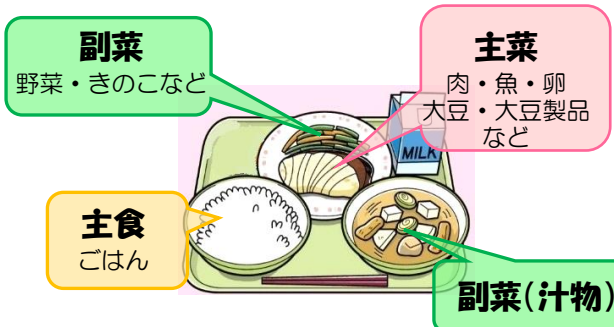 副菜
野菜・きのこなど
主菜
肉・魚・卵
大豆・大豆製品
など
MILK
主食
ごはん
副菜(汁物)